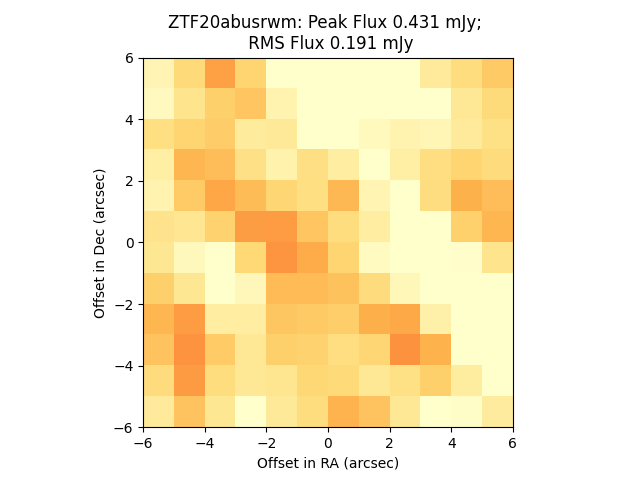 ZTF20abusrwm: Peak Flux 0.431 mJy;
RMS Flux 0.191 mJy
6
4
2
0
−2
−4
−6
Offset in Dec (arcsec)
−6 −4 −2 0 2 4 6
Offset in RA (arcsec)